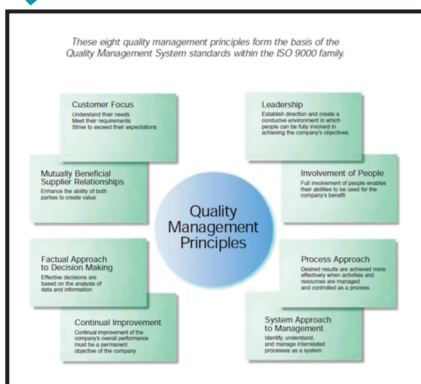 These eight quality management principles form the basis of the
Quality Management System standards within the ISO 9000 family.
Customer Focus
Understand their needs
Meet their requirements
Strive to exceed their expectations
Leadership
Establish direction and create a
conducive environment in which
people can be fully involved in
achieving the company's objectives.
Mutually Beneficial
Supplier Relationships
Enhance the ability of both
parties to create value
Involvement of People
Full involvement of people enables
their abilities to be used for the
company's benefit
Quality
Management
Principles
Factual Approach
to Decision Making
Effective decisions are
based on the analysis of
data and information
Process Approach
Desired results are achieved more
effectively when activities and
resources are managed
and controlled as a process
Continual Improvement
Continual improvement of the
company's overall performance
must be a permanent
objective of the company
System Approach
to Management
Identify, understand,
and manage interrelated
processes as a system